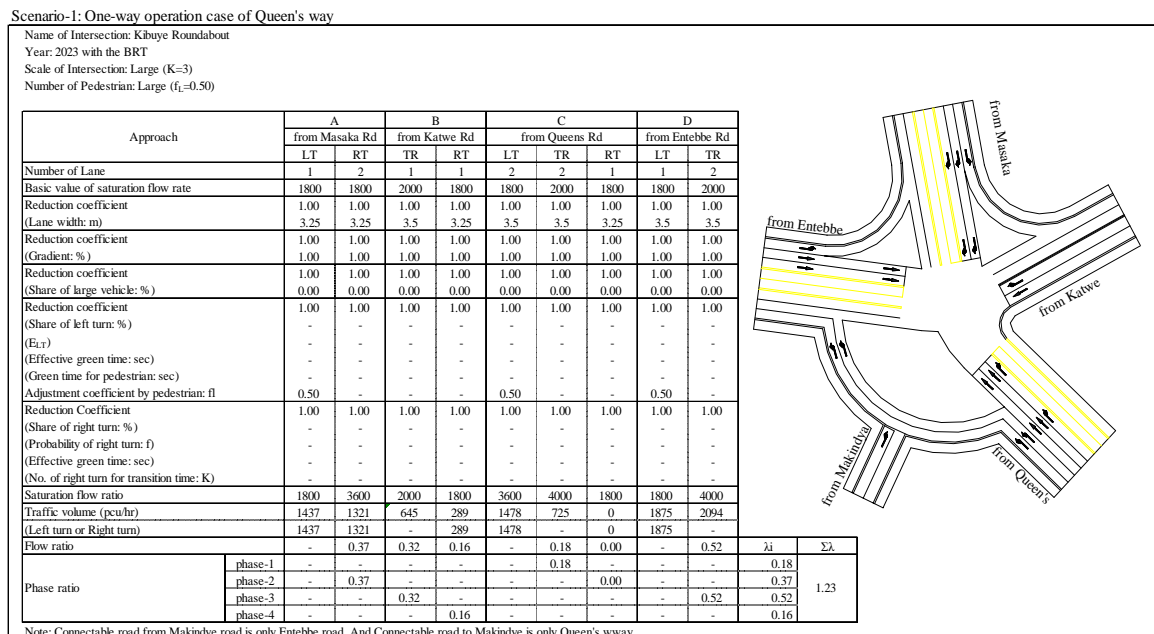 Scenario-1: One-way operation case of Queen's way
Name of Intersection: Kibuye Roundabout
Year: 2023 with the BRT
Scale of Intersection: Large (K=3)
Number of Pedestrian: Large (fL=0.50)
Approach A B C D
from Masaka Rd from Katwe Rd from Queens Rd from Entebbe Rd
LT RT TR RT LT TR RT LT TR
Number of Lane 1 2 1 1 2 2 1 1 2
Basic value of saturation flow rate 1800 1800 2000 1800 1800 2000 1800 1800 2000
Reduction coefficient 1.00 1.00 1.00 1.00 1.00 1.00 1.00 1.00 1.00
(Lane width: m) 3.25 3.25 3.5 3.25 3.5 3.5 3.25 3.5 3.5
Reduction coefficient 1.00 1.00 1.00 1.00 1.00 1.00 1.00 1.00 1.00
(Gradient: %) 1.00 1.00 1.00 1.00 1.00 1.00 1.00 1.00 1.00
Reduction coefficient 1.00 1.00 1.00 1.00 1.00 1.00 1.00 1.00 1.00
(Share of large vehicle: %) 0.00 0.00 0.00 0.00 0.00 0.00 0.00 0.00 0.00
Reduction coefficient 1.00 1.00 1.00 1.00 1.00 1.00 1.00 1.00 1.00
(Share of left turn: %) - - - - - - - - -
(ELT) - - - - - - - - -
(Effective green time: sec) - - - - - - - - -
(Green time for pedestrian: sec) - - - - - - - - -
Adjustment coefficient by pedestrian: fl 0.50 - - - 0.50 - - 0.50 -
Reduction Coefficient 1.00 1.00 1.00 1.00 1.00 1.00 1.00 1.00 1.00
(Share of right turn: %) - - - - - - - - -
(Probability of right turn: f) - - - - - - - - -
(Effective green time: sec) - - - - - - - - -
(No. of right turn for transition time: K) - - - - - - - - -
Saturation flow ratio 1800 3600 2000 1800 3600 4000 1800 1800 4000
Traffic volume (pcu/hr) 1437 1321 645 289 1478 725 0 1875 2094
(Left turn or Right turn) 1437 1321 - 289 1478 - 0 1875 -
Flow ratio - 0.37 0.32 0.16 - 0.18 0.00 - 0.52 λi Σλ
Phase ratio phase-1 - - - - - 0.18 - - - 0.18 1.23
phase-2 - 0.37 - - - - 0.00 - - 0.37
phase-3 - - 0.32 - - - - - 0.52 0.52
phase-4 - - - 0.16 - - - - - 0.16
Note: Connectable road from Makindye road is only Entebbe road. And Connectable road to Makindye is only Queen's wway
from Masaka
from Entebbe
from Katwe
from Makindya
from Queen's